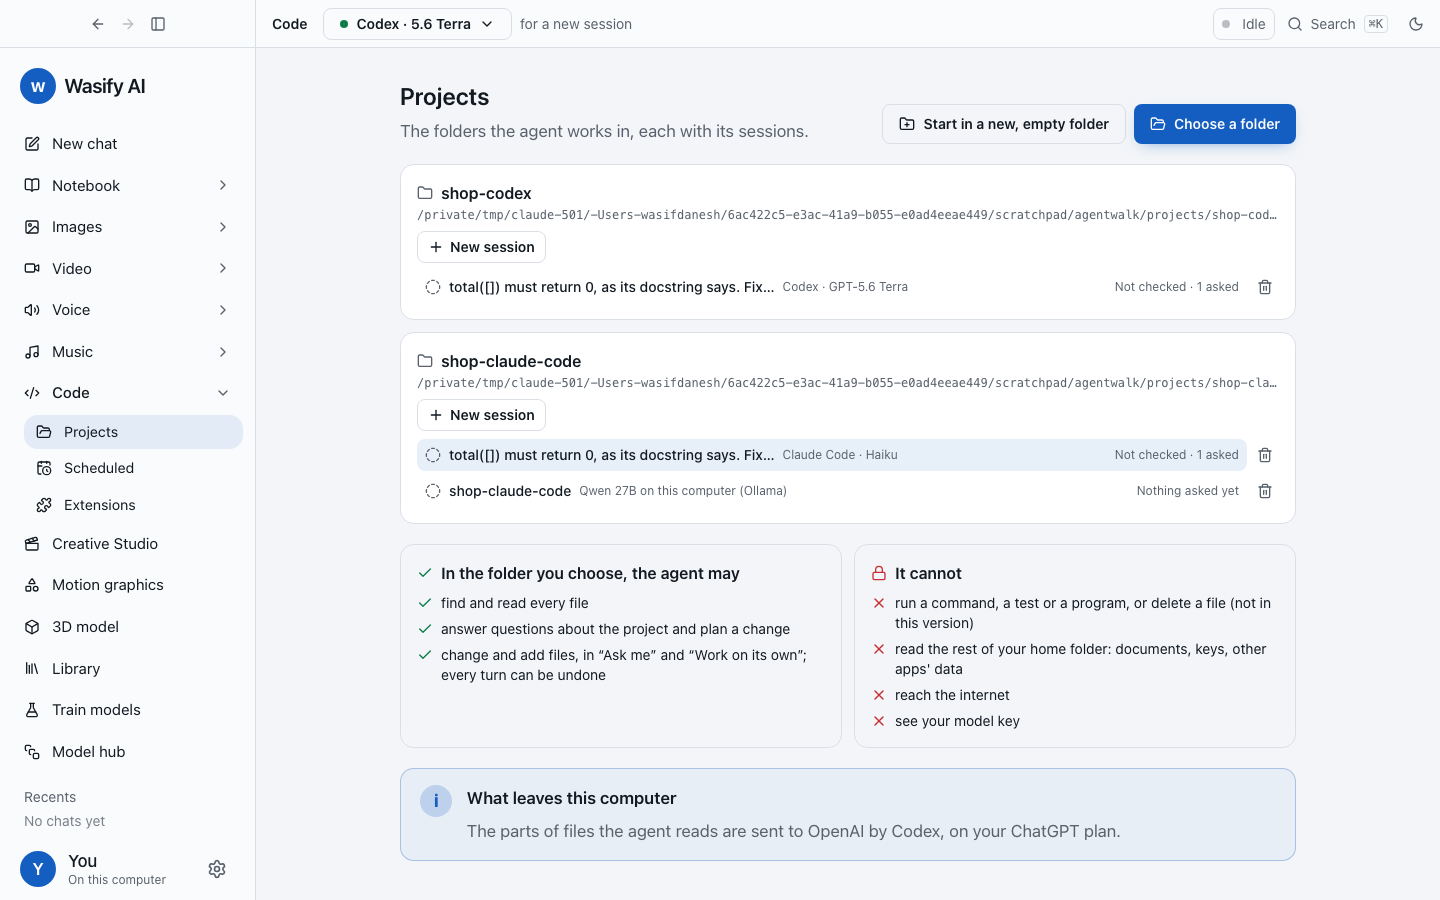 Code
Codex · 5.6 Terra
for a new session
Idle
Search
⌘K
W
Wasify AI
New chat
Notebook
Images
Video
Voice
Music
Code
Projects
Scheduled
Extensions
Creative Studio
Motion graphics
3D model
Library
Train models
Model hub
Recents
No chats yet
Y
You
On this computer
Projects
The folders the agent works in, each with its sessions.
Start in a new, empty folder
Choose a folder
shop-codex
/private/tmp/claude-501/-Users-wasifdanesh/6ac422c5-e3ac-41a9-b055-e0ad4eeae449/scratchpad/agentwalk/projects/shop-cod…
New session
total([]) must return 0, as its docstring says. Fix… Codex · GPT-5.6 Terra Not checked · 1 asked
shop-claude-code
/private/tmp/claude-501/-Users-wasifdanesh/6ac422c5-e3ac-41a9-b055-e0ad4eeae449/scratchpad/agentwalk/projects/shop-cla…
New session
total([]) must return 0, as its docstring says. Fix… Claude Code · Haiku Not checked · 1 asked
shop-claude-code Qwen 27B on this computer (Ollama) Nothing asked yet
In the folder you choose, the agent may
find and read every file
answer questions about the project and plan a change
change and add files, in “Ask me” and “Work on its own”;
every turn can be undone
It cannot
run a command, a test or a program, or delete a file (not in
this version)
read the rest of your home folder: documents, keys, other
apps' data
reach the internet
see your model key
i
What leaves this computer
The parts of files the agent reads are sent to OpenAI by Codex, on your ChatGPT plan.